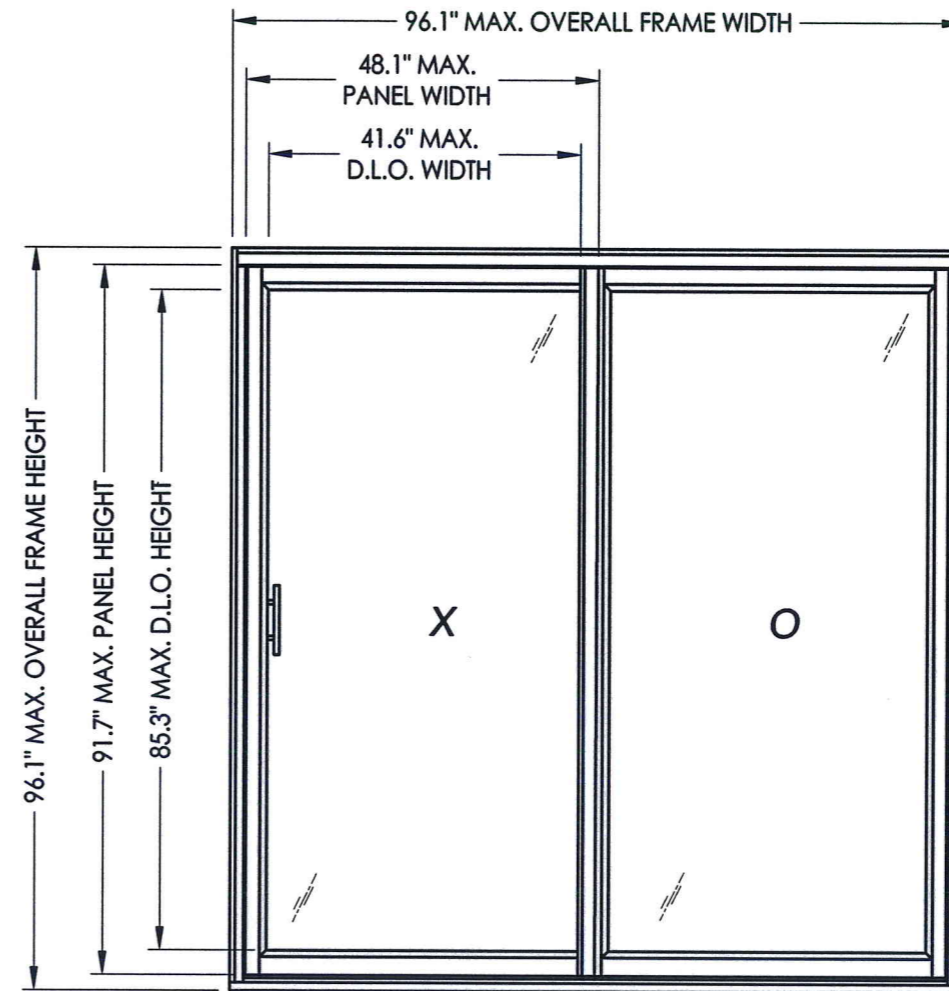 96.1" MAX. OVERALL FRAME WIDTH
48.1" MAX.
PANEL WIDTH
41.6" MAX.
D.L.O. WIDTH
96.1" MAX. OVERALL FRAME HEIGHT
91.7" MAX. PANEL HEIGHT
85.3" MAX. D.L.O. HEIGHT
X
O